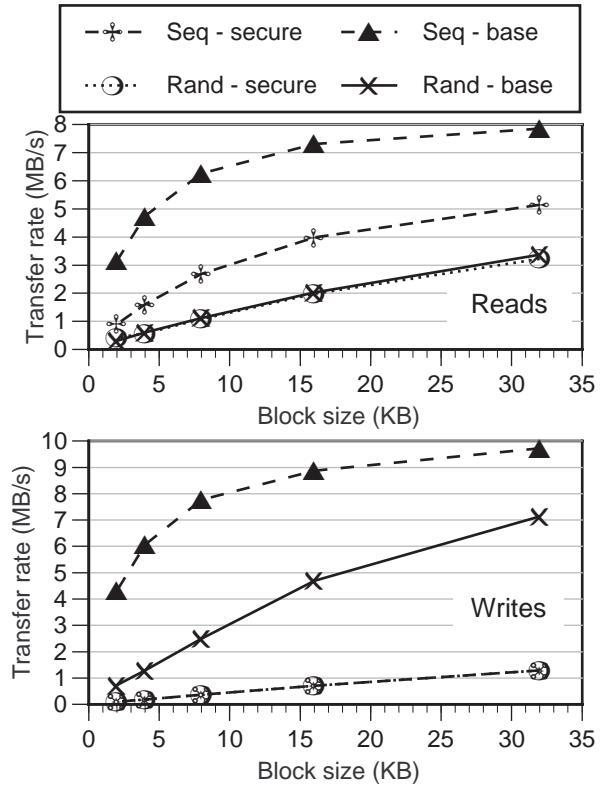 Seq - secure Seq - base
Rand - secure Rand - base
8
7
6
5
4
3
2
1
0
Transfer rate (MB/s)
Reads
0 5 10 15 20 25 30 35
Block size (KB)
10
9
8
7
6
5
4
3
2
1
0
Transfer rate (MB/s)
Writes
0 5 10 15 20 25 30 35
Block size (KB)